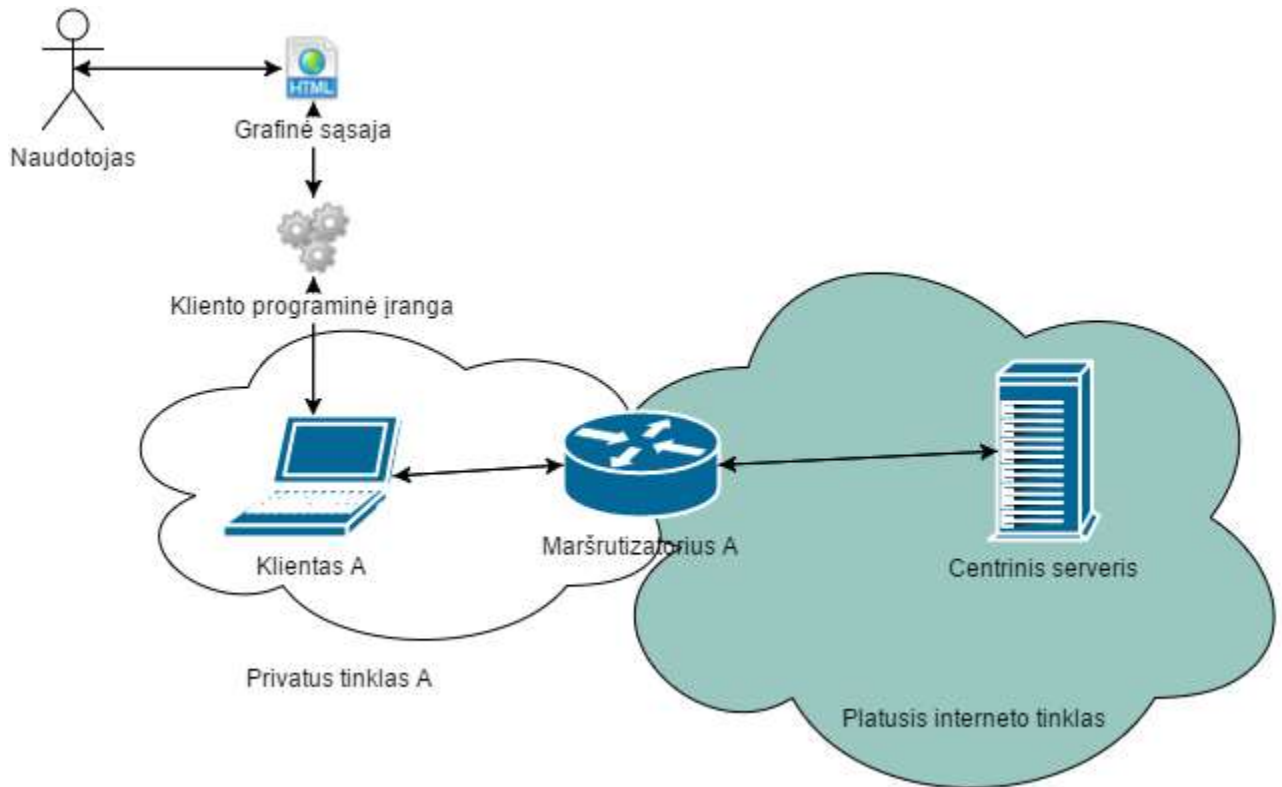 HTML
Grafinė sąsaja
Naudotojas
Kliento programinė įranga
Klientas A
Maršrutizatorius A
Centrinis serveris
Privatus tinklas A
Platusis interneto tinklas